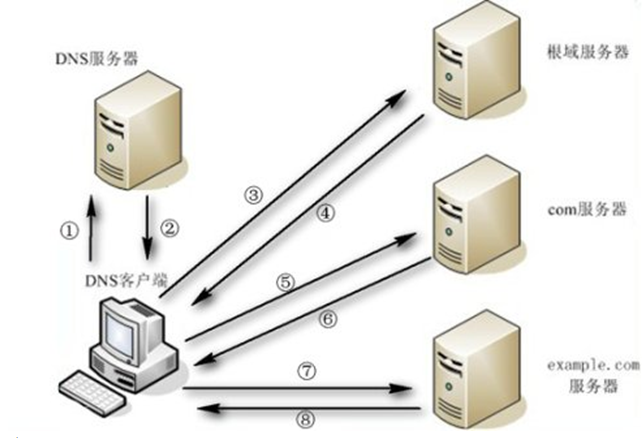 DNS服务器
根域服务器
③
④
①
②
com服务器
DNS客户端
⑤
⑥
⑦
example.com
服务器
⑧